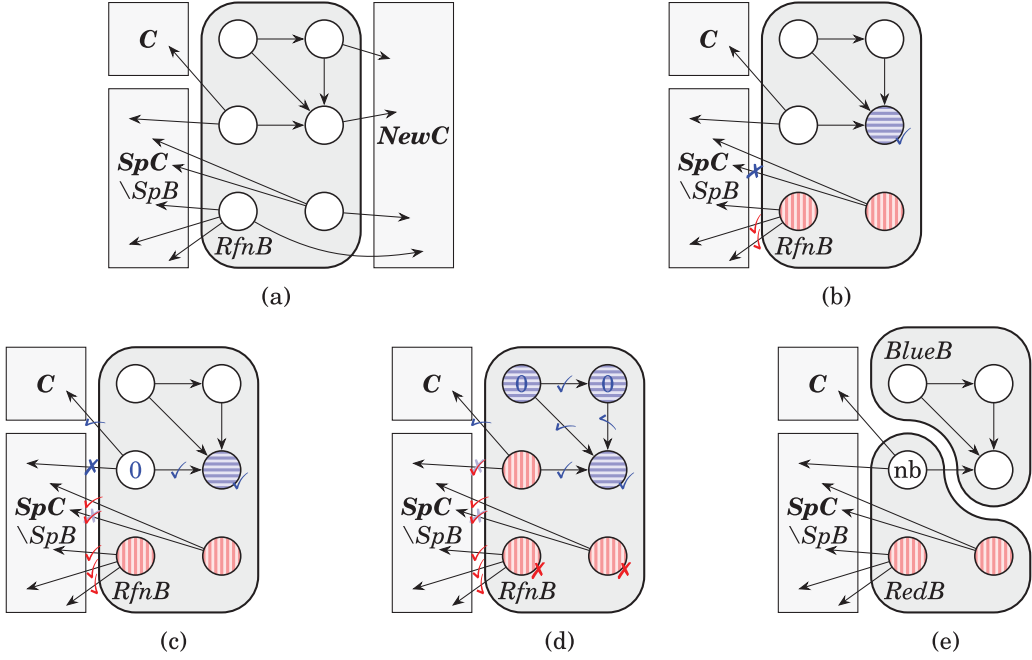 C
SpC
\SpB
RfnB
NewC
(a)
C
SpC
\SpB
RfnB
(b)
C
0
SpC
\SpB
RfnB
(c)
0 0
C
SpC
\SpB
RfnB
(d)
BlueB
C
nb
SpC
\SpB
RedB
(e)